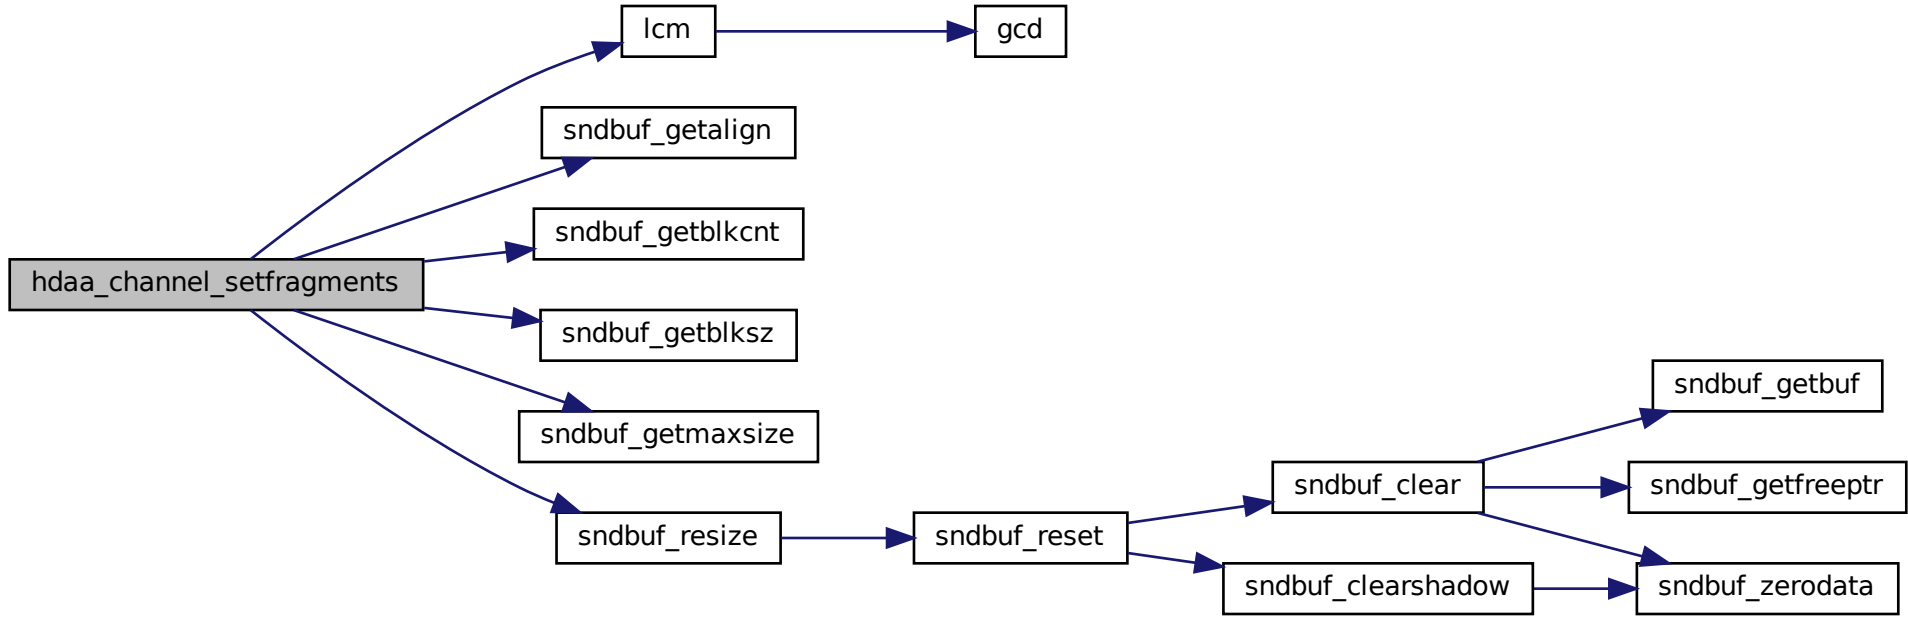 lcm
gcd
sndbuf_getalign
sndbuf_getblkcnt
hdaa_channel_setfragments
sndbuf_getblksz
sndbuf_getbuf
sndbuf_getmaxsize
sndbuf_clear
sndbuf_getfreeptr
sndbuf_resize
sndbuf_reset
sndbuf_clearshadow
sndbuf_zerodata